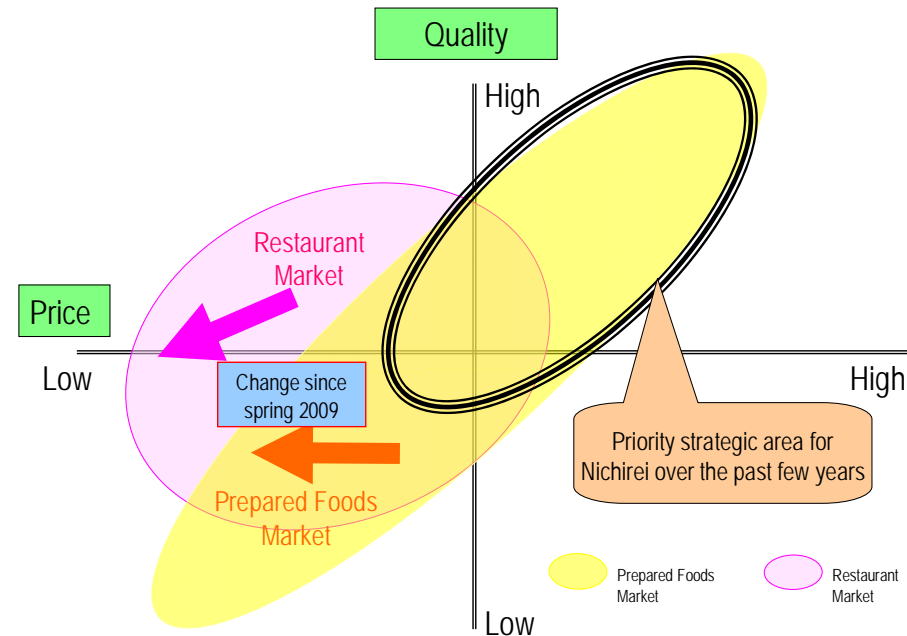 Quality
High
Restaurant
Market
Price
Low
High
Change since
spring 2009
Priority strategic area for
Nichirei over the past few years
Prepared Foods
Market
Prepared Foods
Market
Restaurant
Market
Low